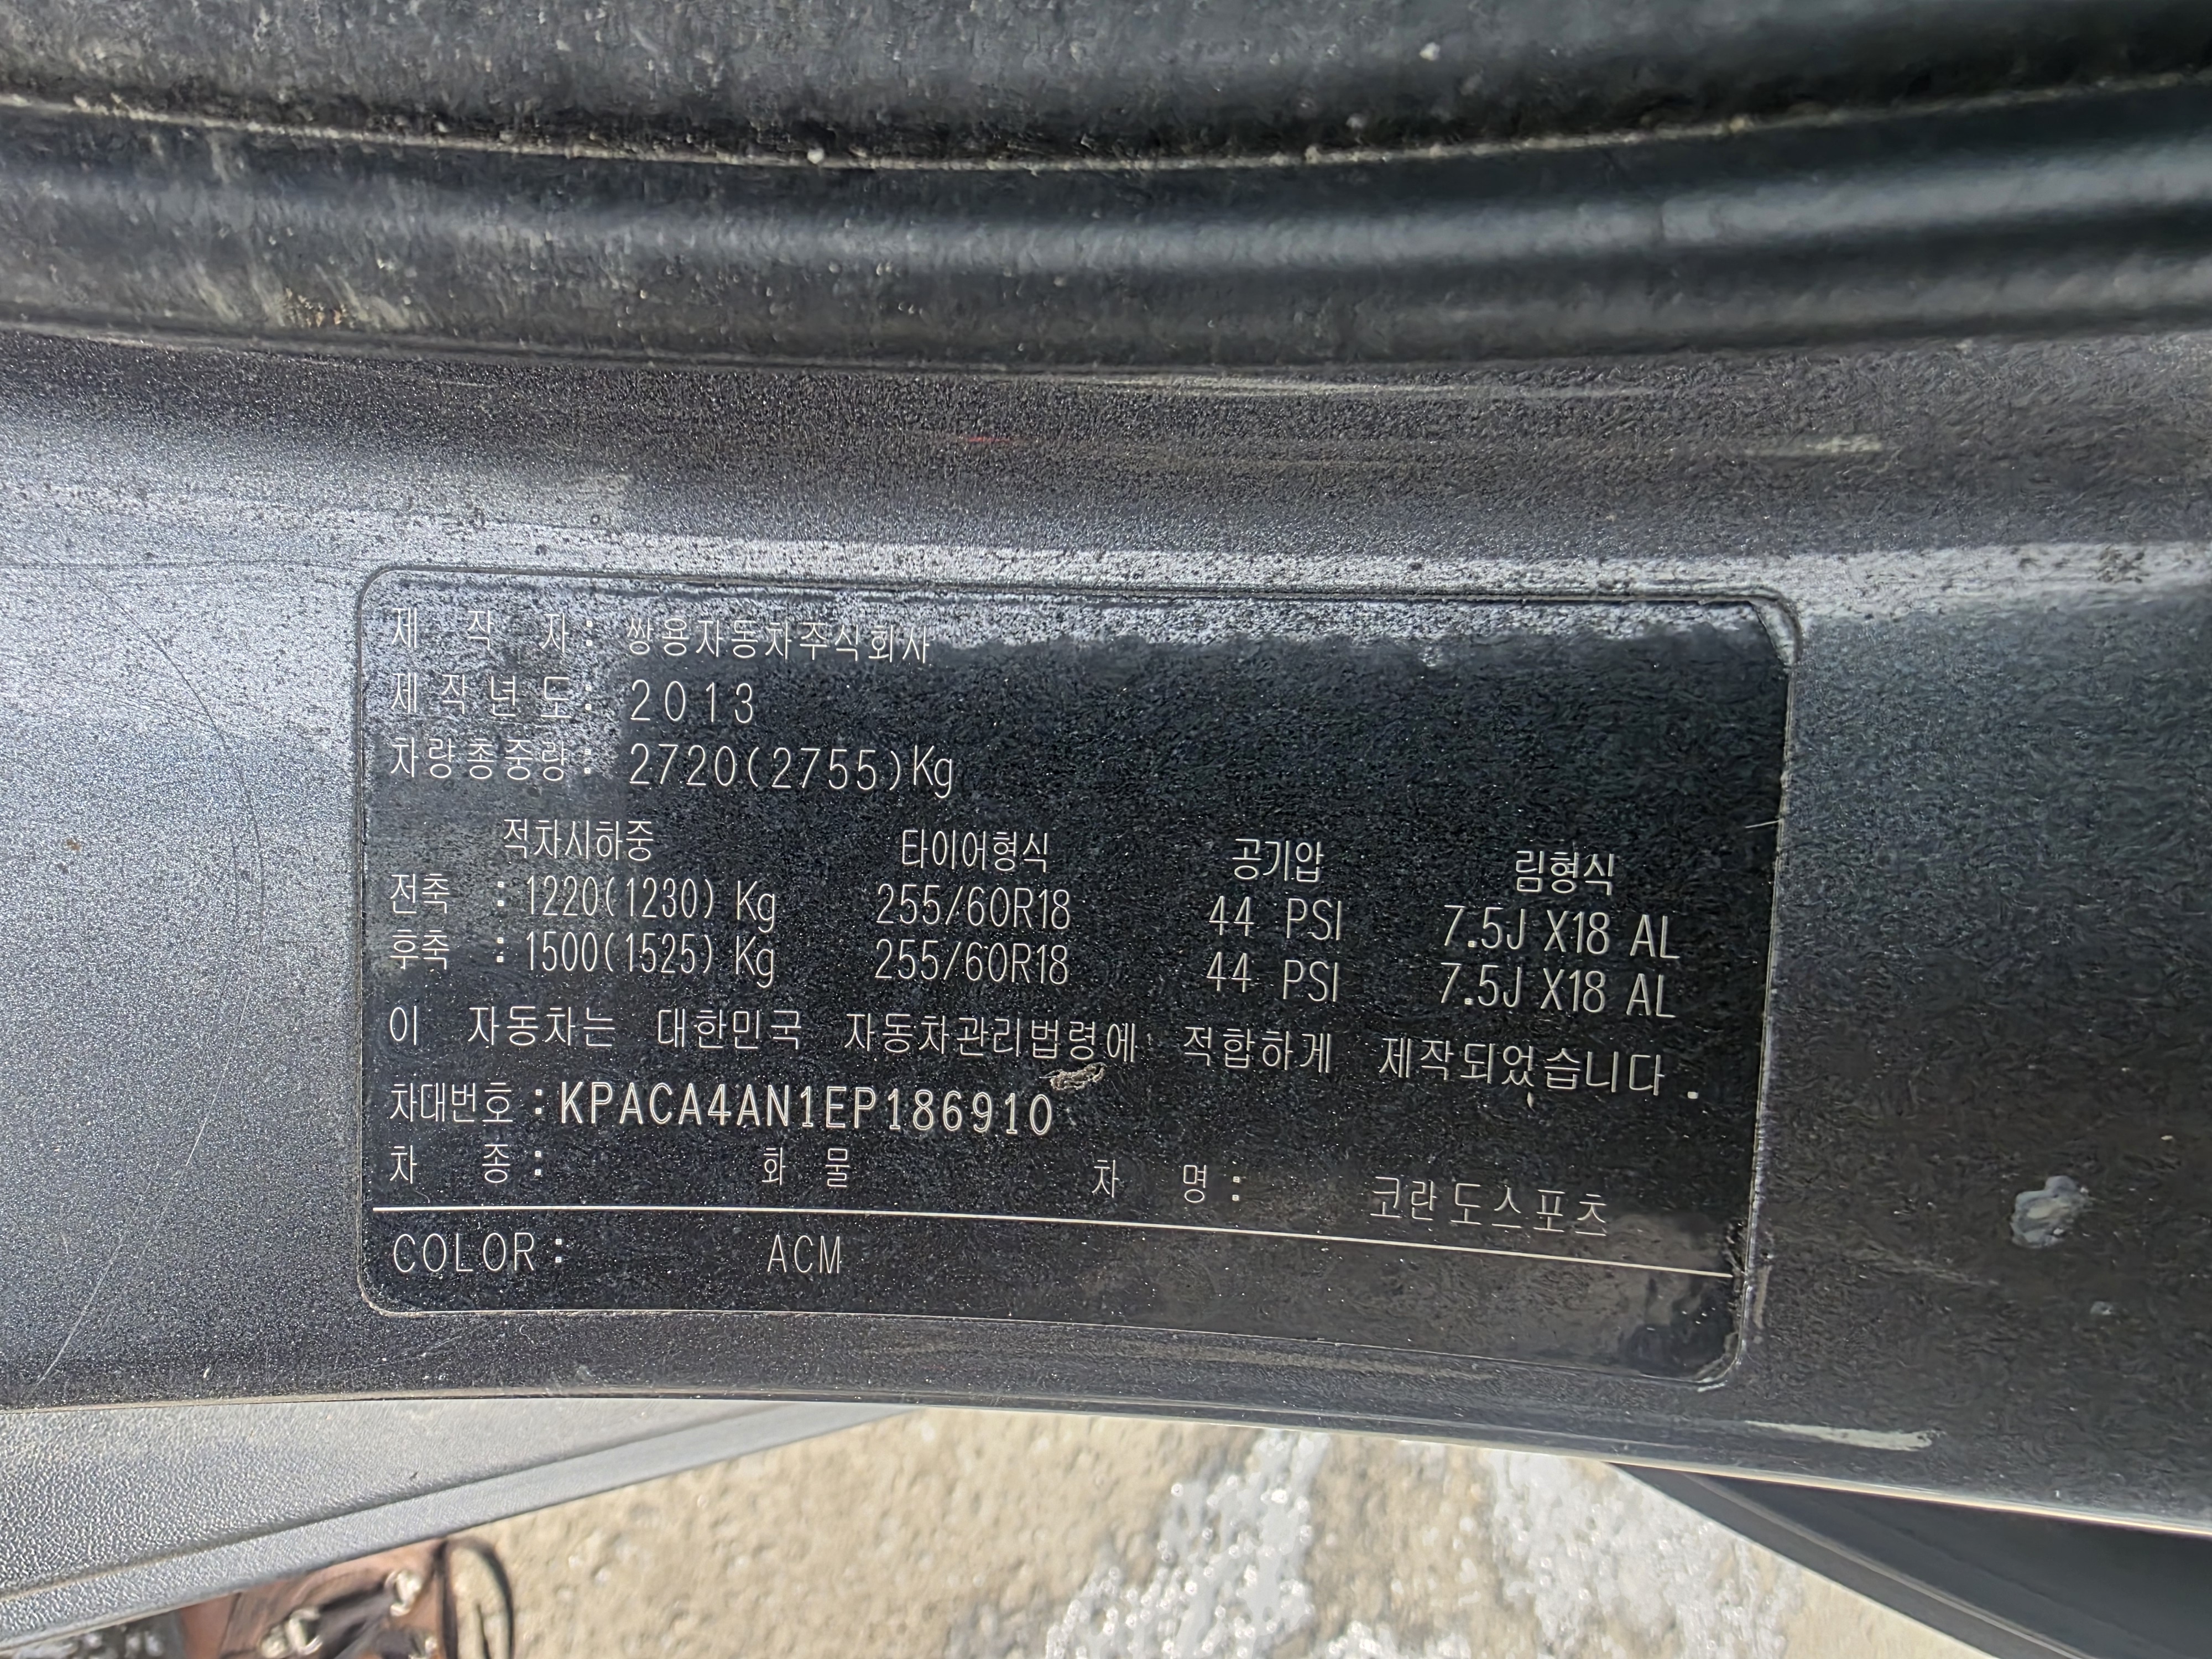 제 작 자: 쌍용자동차주식회사
제작년도: 2013
차량총중량: 2720(2755)Kg
적차시하중 타이어형식 공기압 림형식
전축 : 1220(1230) Kg 255/60R18 44 PSI 7.5J X18 AL
후축 : 1500(1525) Kg 255/60R18 44 PSI 7.5J X18 AL
이 자동차는 대한민국 자동차관리법령에 적합하게 제작되었습니다.
차대번호:KPACA4AN1EP186910
차 종: 화 물 차 명: 코란도스포츠
COLOR: ACM